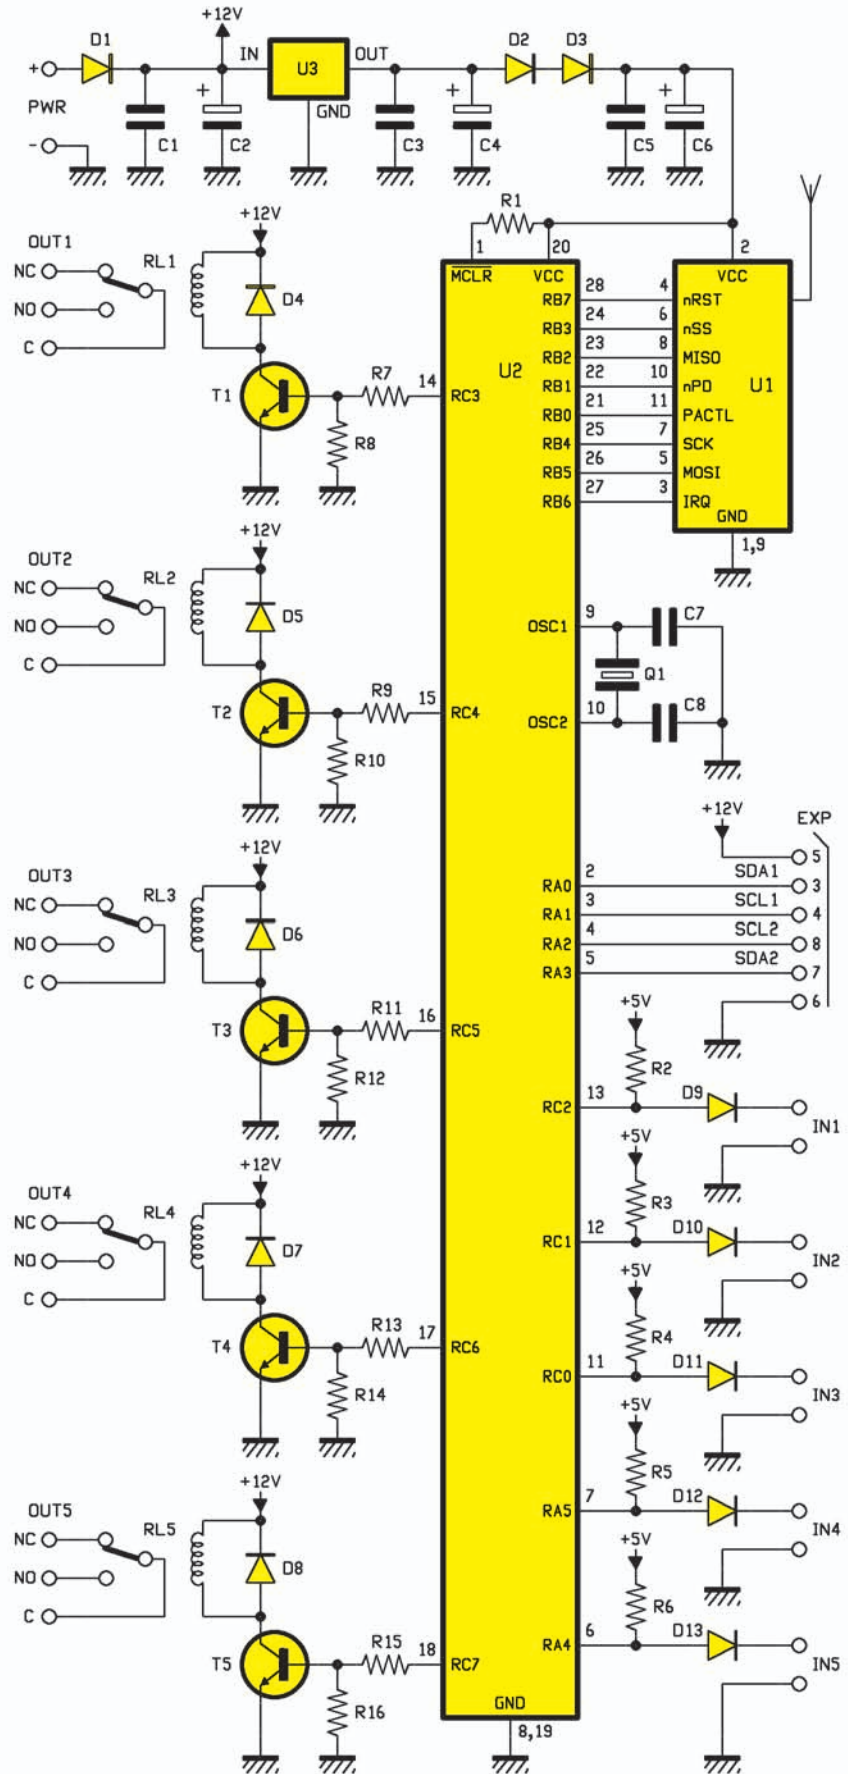 +12V
D1 IN U3 OUT D2 D3
+
PWR
-
GND
+ + +
C1 C2 C3 C4 C5 C6
R1
1 20 2
MCLR VCC VCC
RB7 28 4 nRST
RB3 24 6 nSS
RB2 23 8 MISO
RB1 22 10 nPD
RB0 21 11 PACTL
RB4 25 7 SCK
RB5 26 5 MOSI
RB6 27 3 IRQ
U2 U1
GND
1,9
+12V
OUT1
NC RL1
NO D4
C
T1 R7 14 RC3
R8
+12V
OUT2
NC RL2
NO D5
C
T2 R9 15 RC4
R10
OSC1 9 C7
Q1
OSC2 10 C8
+12V
OUT3
NC RL3
NO D6
C
T3 R11 16 RC5
R12
+12V EXP
5
RA0 2 SDA1 3
RA1 3 SCL1 4
RA2 4 SCL2 8
RA3 5 SDA2 7
6
+5V
R2
RC2 13 D9
IN1
+5V
R3
RC1 12 D10
IN2
+12V
OUT4
NC RL4
NO D7
C
T4 R13 17 RC6
R14
+5V
R4
RC0 11 D11
IN3
+5V
R5
RA5 7 D12
IN4
+12V
OUT5
NC RL5
NO D8
C
T5 R15 18 RC7
R16
+5V
R6
RA4 6 D13
IN5
GND
8,19